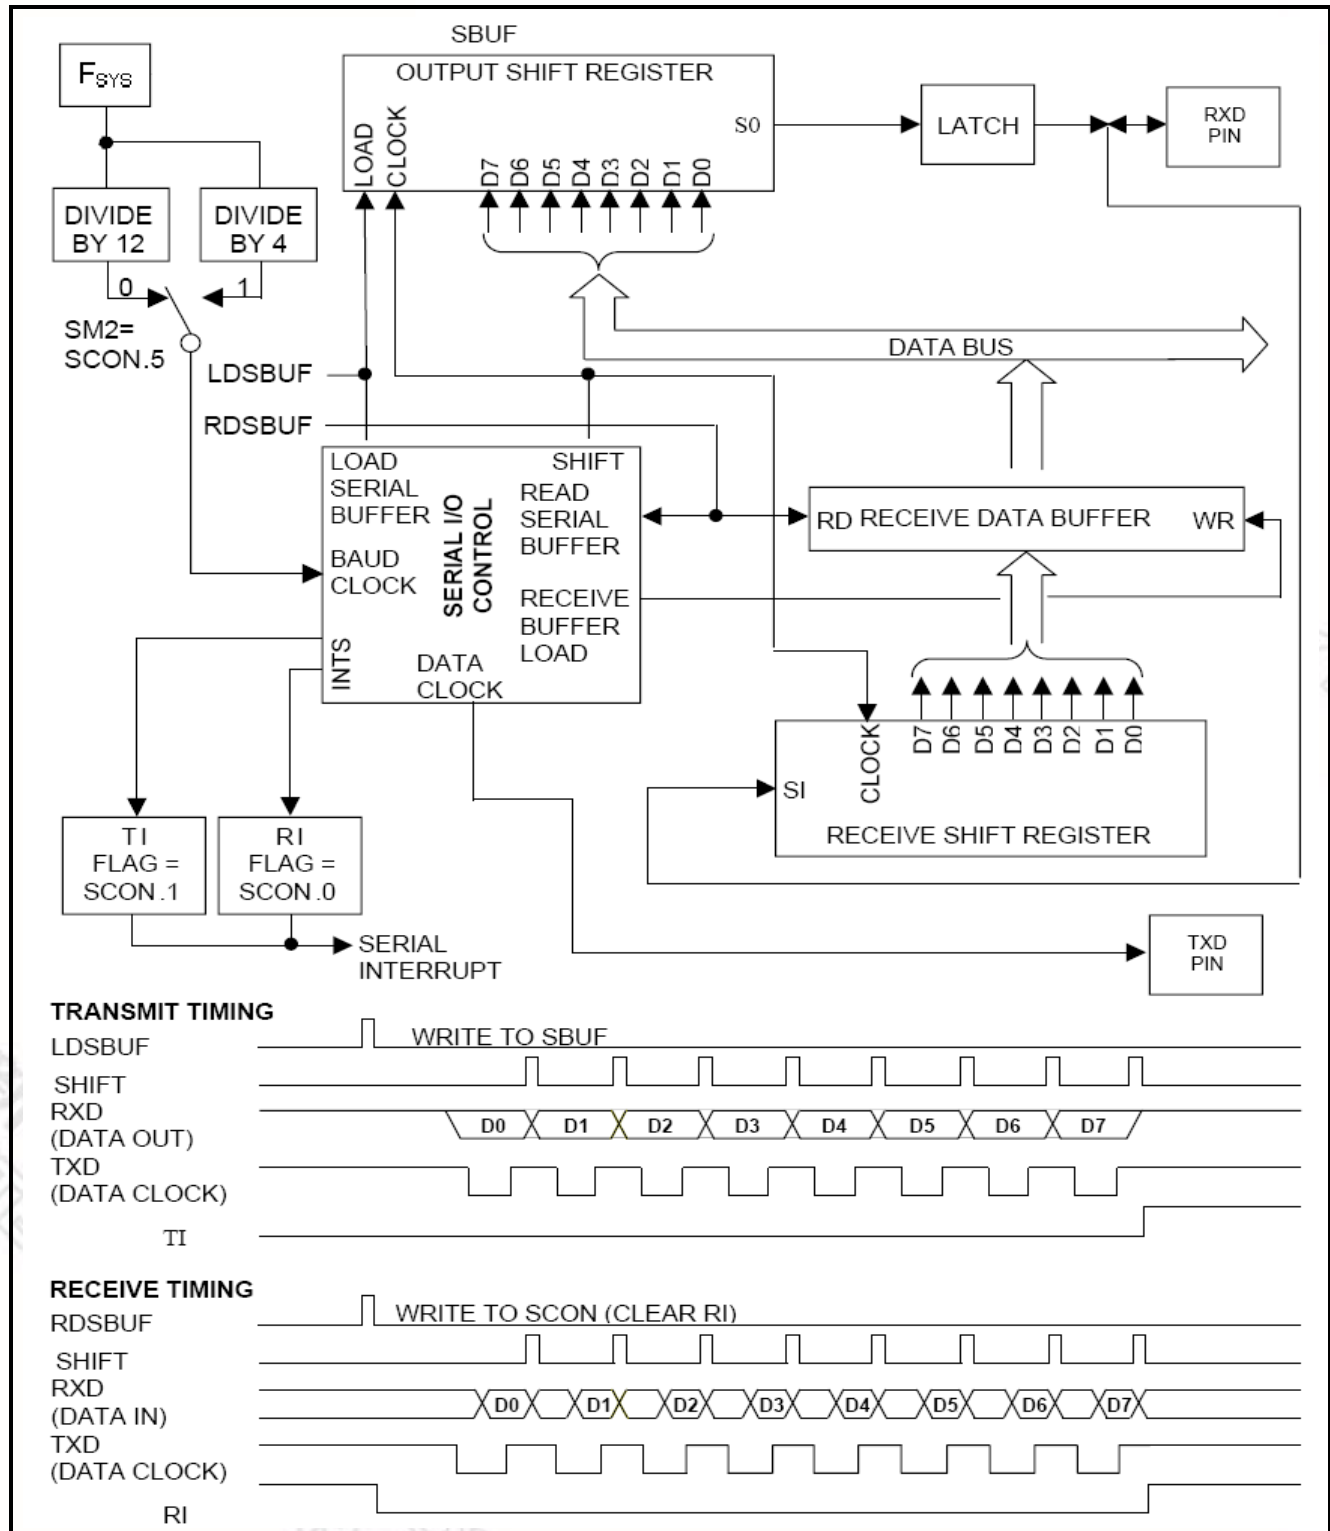 SBUF
F_SYS
OUTPUT SHIFT REGISTER
LOAD
CLOCK
D7 D6 D5 D4 D3 D2 D1 D0
S0
LATCH
RXD
PIN
DIVIDE
BY 12
DIVIDE
BY 4
0
1
SM2=
SCON.5
DATA BUS
LDSBUF
RDSBUF
LOAD
SERIAL
BUFFER
SHIFT
READ
SERIAL
BUFFER
SERIAL I/O
CONTROL
BAUD
CLOCK
RECEIVE
BUFFER
LOAD
INTS
DATA
CLOCK
RD RECEIVE DATA BUFFER WR
CLOCK
D7 D6 D5 D4 D3 D2 D1 D0
SI
RECEIVE SHIFT REGISTER
TI
FLAG =
SCON.1
RI
FLAG =
SCON.0
SERIAL
INTERRUPT
TXD
PIN
TRANSMIT TIMING
LDSBUF
WRITE TO SBUF
SHIFT
RXD
(DATA OUT)
D0 D1 D2 D3 D4 D5 D6 D7
TXD
(DATA CLOCK)
TI
RECEIVE TIMING
RDSBUF
WRITE TO SCON (CLEAR RI)
SHIFT
RXD
(DATA IN)
D0 D1 D2 D3 D4 D5 D6 D7
TXD
(DATA CLOCK)
RI